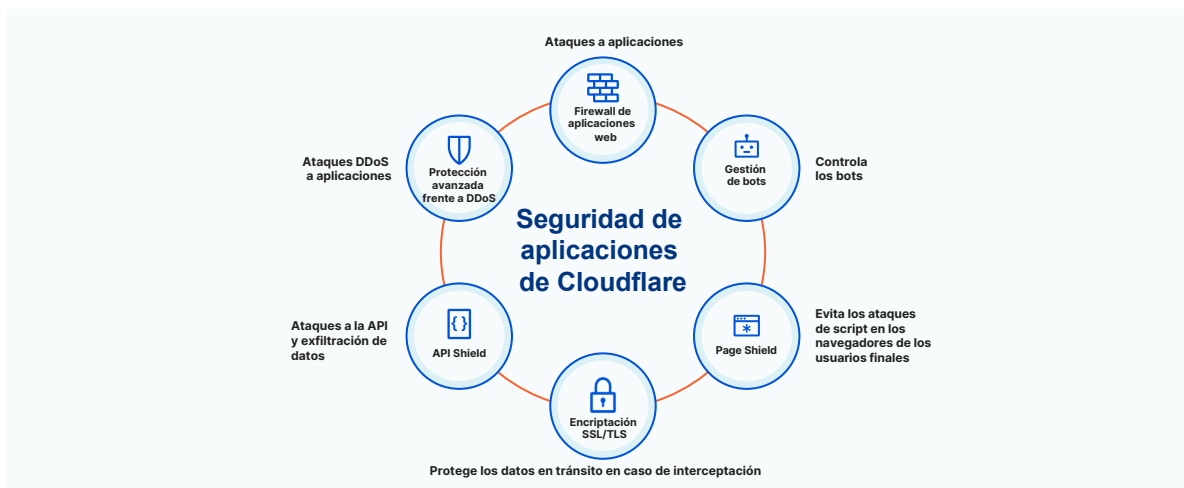 Ataques a aplicaciones
Firewall de
aplicaciones
web
Ataques DDoS
a aplicaciones
Protección
avanzada
frente a DDoS
Gestión
de bots
Controla
los bots
Seguridad de
aplicaciones
de Cloudflare
Ataques a la API
y exfiltración de
datos
API Shield
Page Shield
Evita los ataques
de script en los
navegadores de los
usuarios finales
Encriptación
SSL/TLS
Protege los datos en tránsito en caso de interceptación